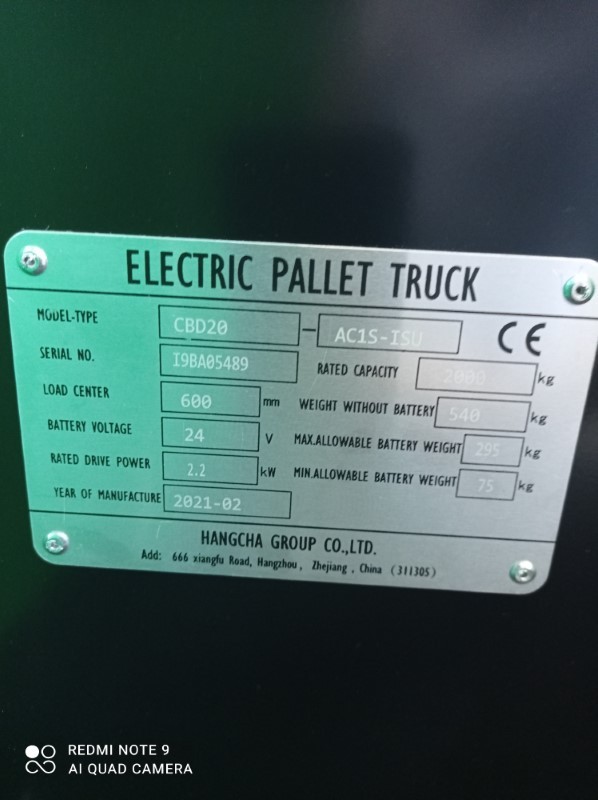 ELECTRIC PALLET TRUCK
MODEL-TYPE CBD20 – AC1S-ISU CE
SERIAL NO. I9BA05489 RATED CAPACITY 2000 kg
LOAD CENTER 600 mm WEIGHT WITHOUT BATTERY 540 kg
BATTERY VOLTAGE 24 V MAX.ALLOWABLE BATTERY WEIGHT 295 kg
RATED DRIVE POWER 2.2 kW MIN.ALLOWABLE BATTERY WEIGHT 75 kg
YEAR OF MANUFACTURE 2021-02
HANGCHA GROUP CO.,LTD.
Add: 666 xiangfu Road, Hangzhou, Zhejiang, China (311305)
REDMI NOTE 9
AI QUAD CAMERA